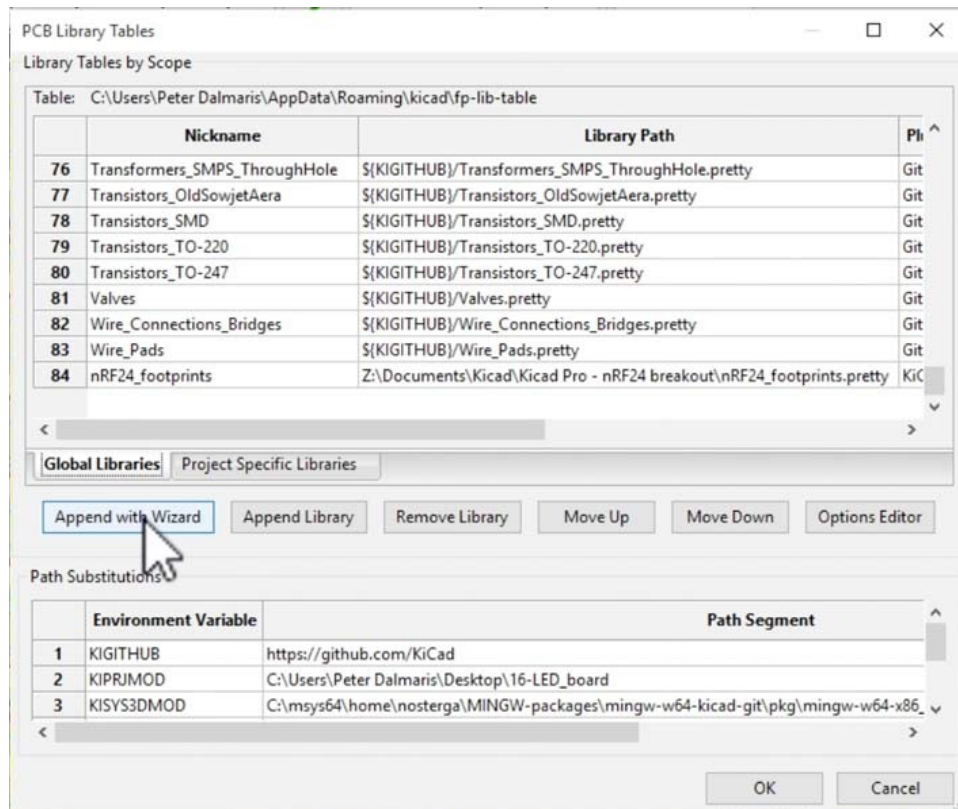 PCB Library Tables
Library Tables by Scope
Table: C:\Users\Peter Dalmaris\AppData\Roaming\kicad\fp-lib-table
Nickname Library Path
76 Transformers_SMPS_ThroughHole ${KIGITHUB}/Transformers_SMPS_ThroughHole.pretty Git
77 Transistors_OldSowjetAera ${KIGITHUB}/Transistors_OldSowjetAera.pretty Git
78 Transistors_SMD ${KIGITHUB}/Transistors_SMD.pretty Git
79 Transistors_TO-220 ${KIGITHUB}/Transistors_TO-220.pretty Git
80 Transistors_TO-247 ${KIGITHUB}/Transistors_TO-247.pretty Git
81 Valves ${KIGITHUB}/Valves.pretty Git
82 Wire_Connections_Bridges ${KIGITHUB}/Wire_Connections_Bridges.pretty Git
83 Wire_Pads ${KIGITHUB}/Wire_Pads.pretty Git
84 nRF24_footprints Z:\Documents\Kicad\Kicad Pro - nRF24 breakout\nRF24_footprints.pretty KiC
Global Libraries Project Specific Libraries
Append with Wizard Append Library Remove Library Move Up Move Down Options Editor
Path Substitutions
Environment Variable Path Segment
1 KIGITHUB https://github.com/KiCad
2 KIPRJMOD C:\Users\Peter Dalmaris\Desktop\16-LED_board
3 KISYS3DMOD C:\msys64\home\nosterga\MINGW-packages\mingw-w64-kicad-git\pkg\mingw-w64-x86_
OK Cancel